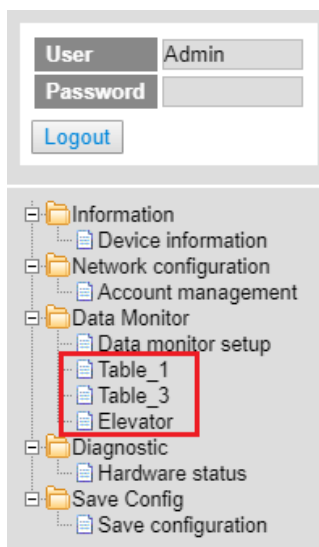 User Admin
Password
Logout
Information
Device information
Network configuration
Account management
Data Monitor
Data monitor setup
Table_1
Table_3
Elevator
Diagnostic
Hardware status
Save Config
Save configuration